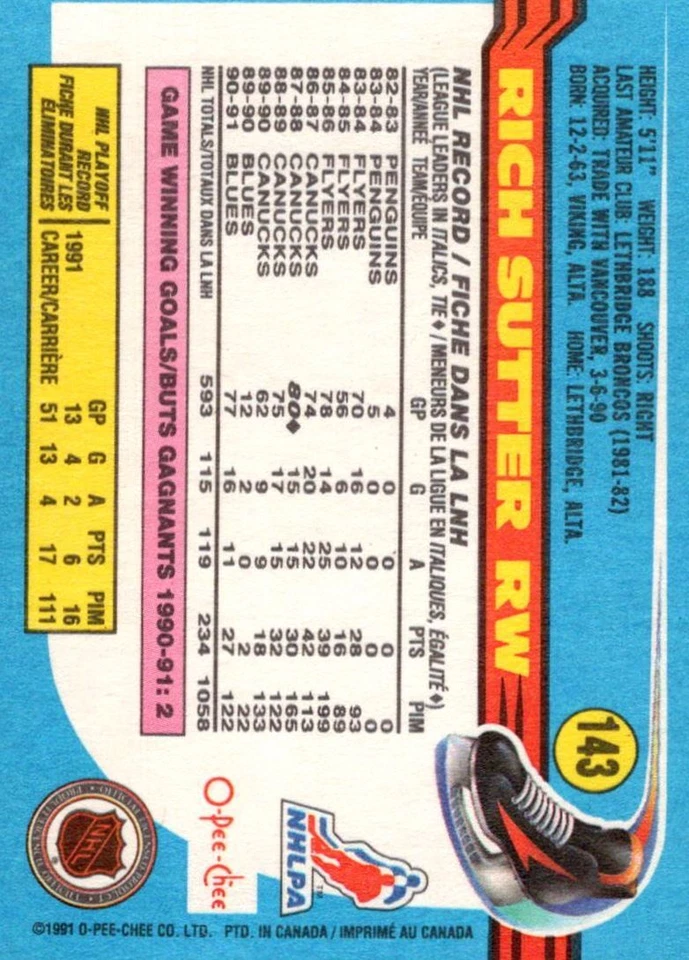 HEIGHT: 5'11" WEIGHT: 188 SHOOTS: RIGHT
LAST AMATEUR CLUB: LETHBRIDGE BRONCOS (1981-82)
ACQUIRED: TRADE WITH VANCOUVER, 3-6-90
BORN: 12-2-63, VIKING, ALTA. HOME: LETHBRIDGE, ALTA.
143
RICH SUTTER RW
NHL RECORD / FICHE DANS LA LNH
(LEAGUE LEADERS IN ITALICS, TIE ♦ / MENEURS DE LA LIGUE EN ITALIQUES, ÉGALITÉ ♦)
YEAR/ANNÉE TEAM/ÉQUIPE GP G A PTS PIM
82-83 PENGUINS 4 0 0 0 0
83-84 PENGUINS 5 0 0 0 0
83-84 FLYERS 70 16 12 28 93
84-85 FLYERS 56 6 10 16 89
85-86 FLYERS 78 14 25 39 199
86-87 CANUCKS 74 20 22 42 113
87-88 CANUCKS 80♦ 15 15 30 165
88-89 CANUCKS 75 17 15 32 122
89-90 CANUCKS 62 9 9 18 133
89-90 BLUES 12 2 0 2 22
90-91 BLUES 77 16 11 27 122
NHL TOTALS/TOTAUX DANS LA LNH 593 115 119 234 1058
GAME WINNING GOALS/BUTS GAGNANTS 1990-91: 2
NHL PLAYOFF RECORD
FICHE DURANT LES ÉLIMINATOIRES
GP G A PTS PIM
1991 13 4 2 6 16
CAREER/CARRIÈRE 51 13 4 17 111
NHLPA
TM
O-Pee-Chee
NHL
®
OFFICIAL LICENSED PRODUCT
©1991 O-PEE-CHEE CO. LTD. PTD. IN CANADA / IMPRIMÉ AU CANADA